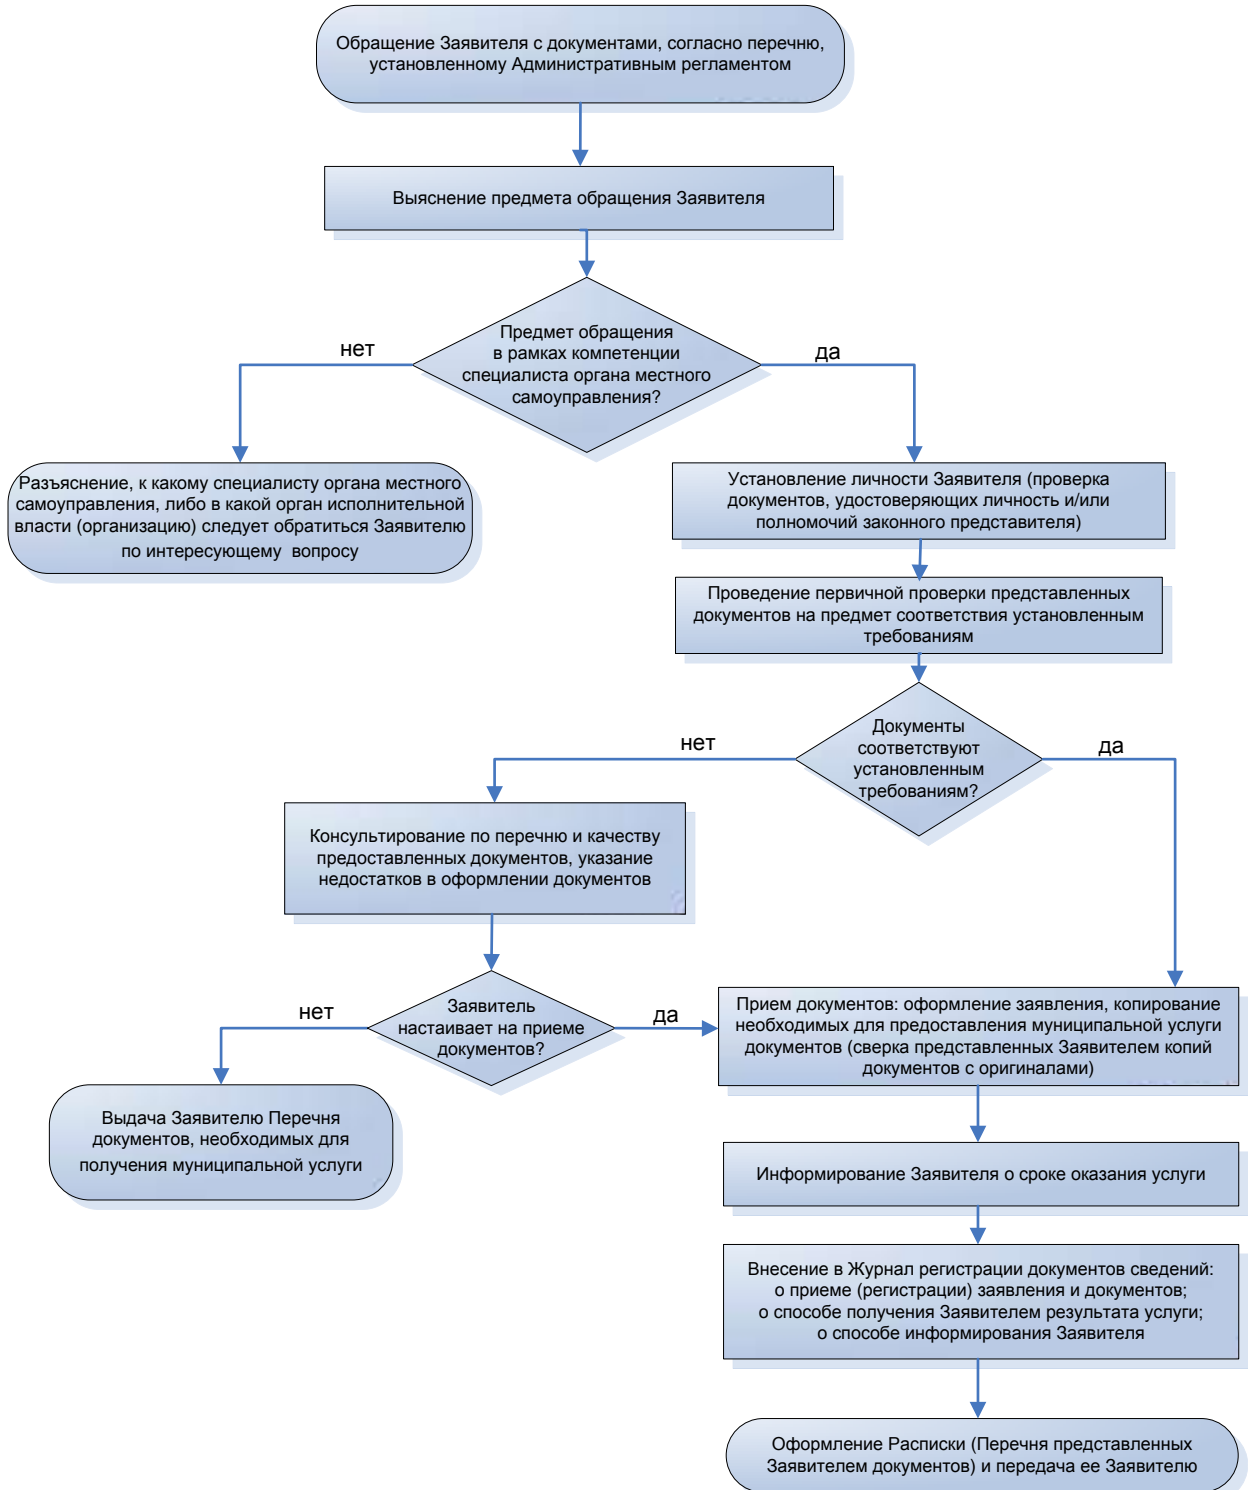 Обращение Заявителя с документами, согласно перечню,
установленному Административным регламентом
Выяснение предмета обращения Заявителя
Предмет обращения
в рамках компетенции
специалиста органа местного
самоуправления?
нет
да
Разъяснение, к какому специалисту органа местного
самоуправления, либо в какой орган исполнительной
власти (организацию) следует обратиться Заявителю
по интересующему вопросу
Установление личности Заявителя (проверка
документов, удостоверяющих личность и/или
полномочий законного представителя)
Проведение первичной проверки представленных
документов на предмет соответствия установленным
требованиям
Документы
соответствуют
установленным
требованиям?
нет
да
Консультирование по перечню и качеству
предоставленных документов, указание
недостатков в оформлении документов
Заявитель
настаивает на приеме
документов?
нет
да
Прием документов: оформление заявления, копирование
необходимых для предоставления муниципальной услуги
документов (сверка представленных Заявителем копий
документов с оригиналами)
Выдача Заявителю Перечня
документов, необходимых для
получения муниципальной услуги
Информирование Заявителя о сроке оказания услуги
Внесение в Журнал регистрации документов сведений:
о приеме (регистрации) заявления и документов;
о способе получения Заявителем результата услуги;
о способе информирования Заявителя
Оформление Расписки (Перечня представленных
Заявителем документов) и передача ее Заявителю